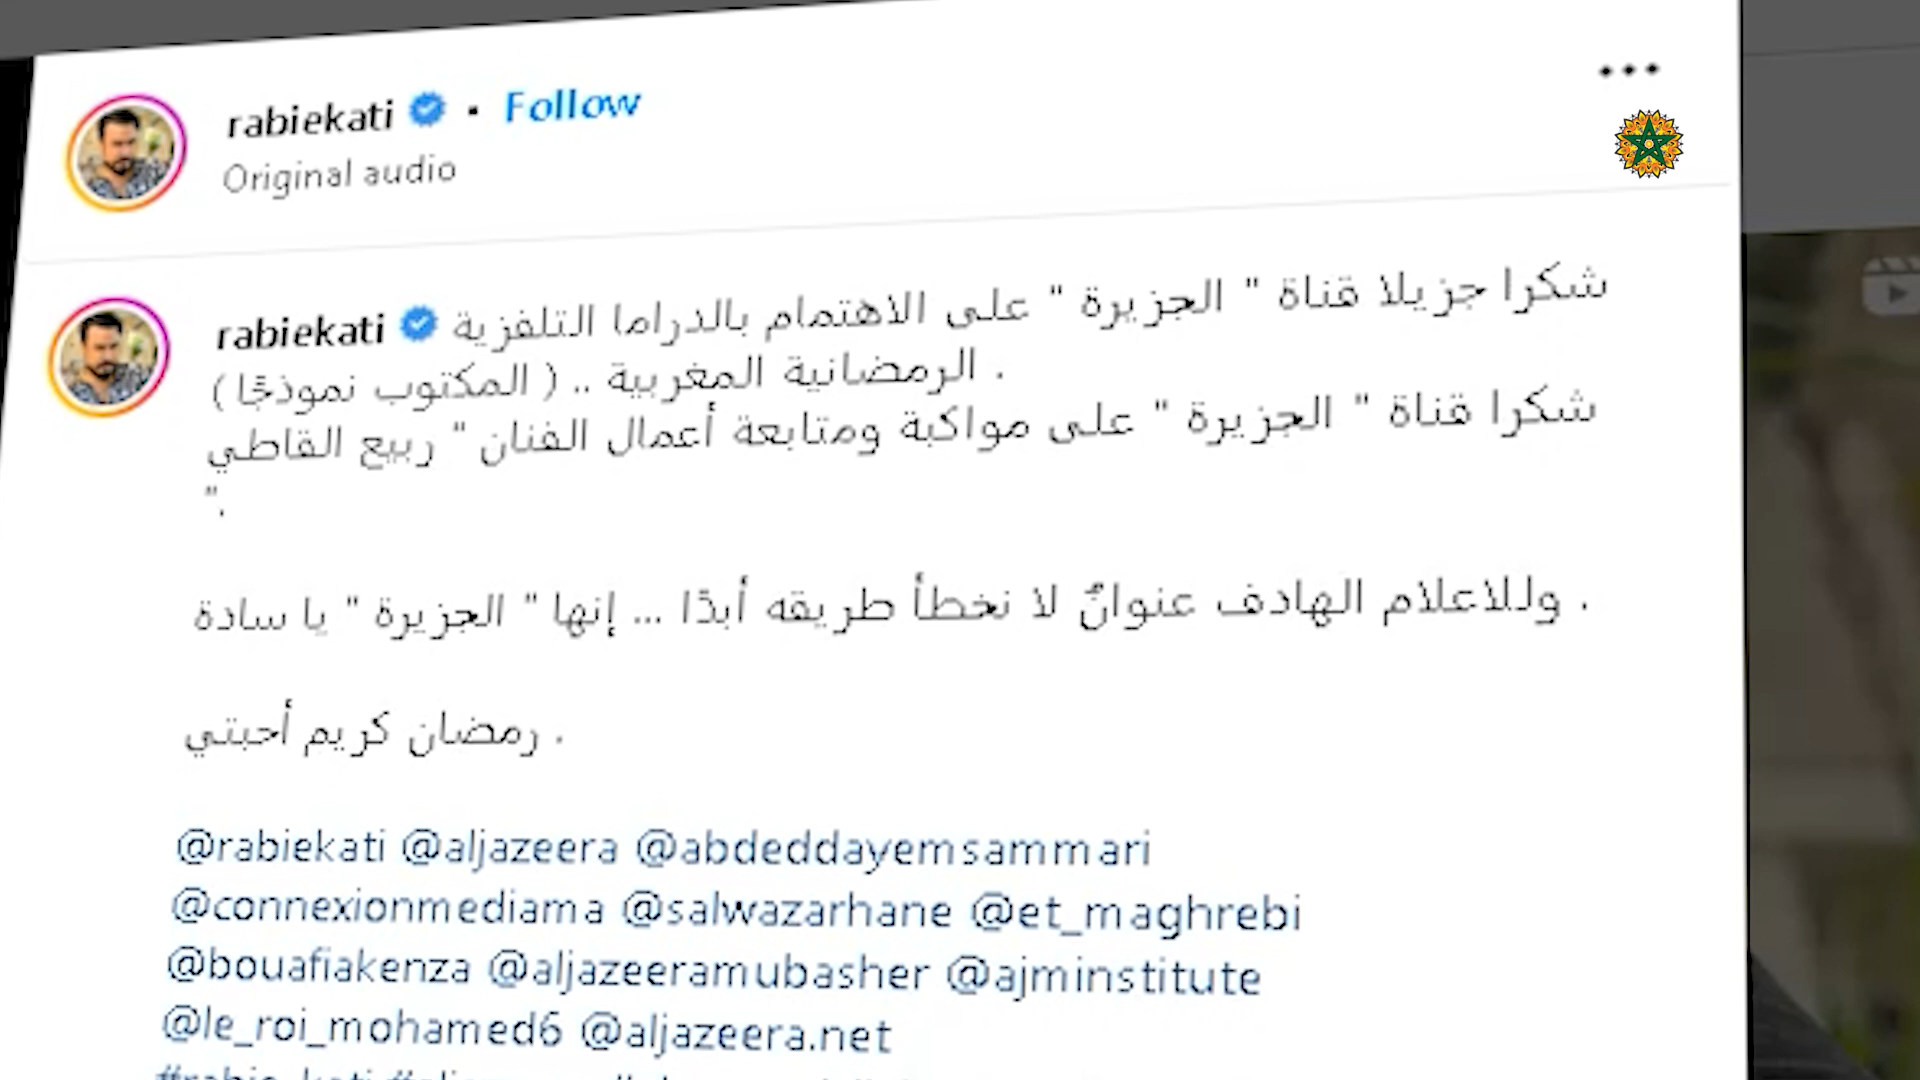 rabiekati • Follow
Original audio
rabiekati شكرا جزيلا قناة " الجزيرة " على الاهتمام بالدراما التلفزية
الرمضانية المغربية .. ( المكتوب نموذجًا ) .
شكرا قناة " الجزيرة " على مواكبة ومتابعة أعمال الفنان " ربيع القاطي
".
وللاعلام الهادف عنوانٌ لا نخطأ طريقه أبدًا ... إنها " الجزيرة " يا سادة .
رمضان كريم أحبتي .
@rabiekati @aljazeera @abdeddayemsammari
@connexionmediama @salwazarhane @et_maghrebi
@bouafiakenza @aljazeeramubasher @ajminstitute
@le_roi_mohamed6 @aljazeera.net